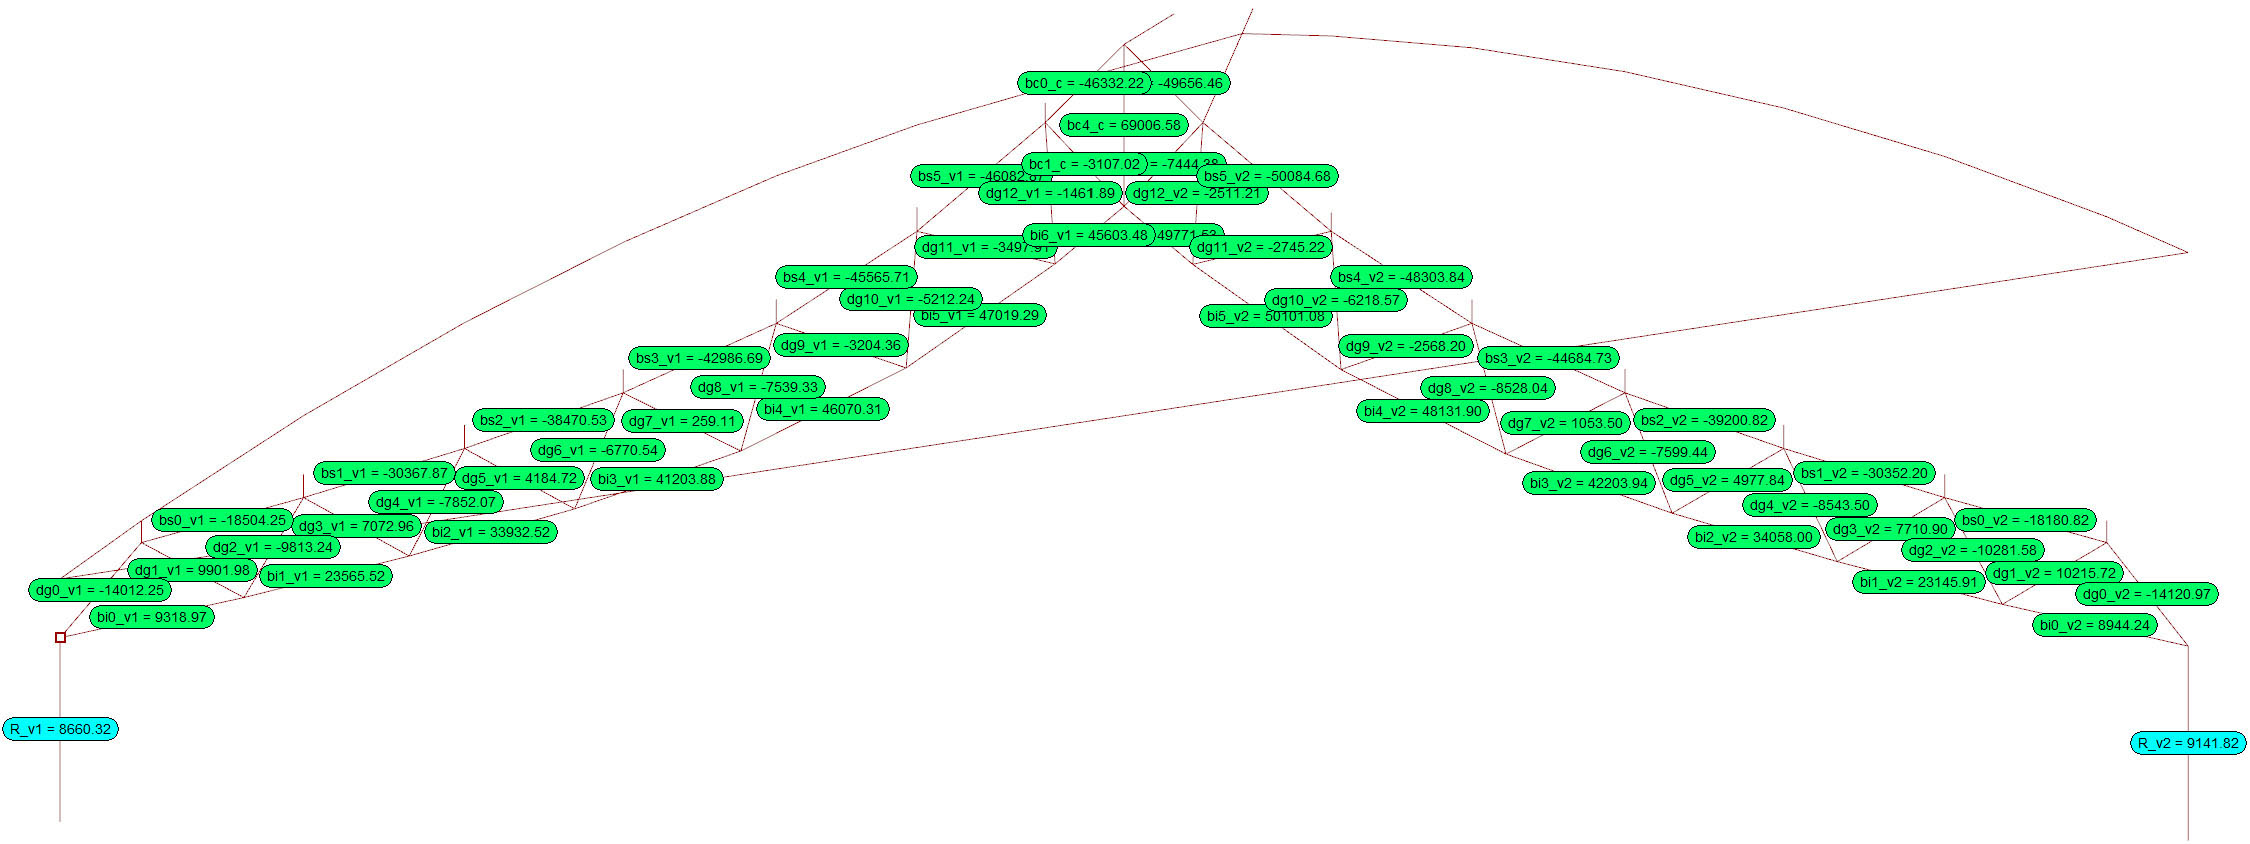 bc0_c = -46332.22
= -49656.46
bc4_c = 69006.58
bc1_c = -3107.02
= -7444.38
bs5_v1 = -46082.87
bs5_v2 = -50084.68
dg12_v1 = -1461.89
dg12_v2 = -2511.21
bi6_v1 = 45603.48
49771.53
dg11_v1 = -3497.91
dg11_v2 = -2745.22
bs4_v1 = -45565.71
bs4_v2 = -48303.84
dg10_v1 = -5212.24
dg10_v2 = -6218.57
bi5_v1 = 47019.29
bi5_v2 = 50101.08
dg9_v1 = -3204.36
dg9_v2 = -2568.20
bs3_v1 = -42986.69
bs3_v2 = -44684.73
dg8_v1 = -7539.33
dg8_v2 = -8528.04
bi4_v1 = 46070.31
bi4_v2 = 48131.90
bs2_v1 = -38470.53
dg7_v1 = 259.11
dg7_v2 = 1053.50
bs2_v2 = -39200.82
dg6_v1 = -6770.54
dg6_v2 = -7599.44
bs1_v1 = -30367.87
dg5_v1 = 4184.72
bi3_v1 = 41203.88
bi3_v2 = 42203.94
dg5_v2 = 4977.84
bs1_v2 = -30352.20
dg4_v1 = -7852.07
dg4_v2 = -8543.50
bs0_v1 = -18504.25
dg3_v1 = 7072.96
bi2_v1 = 33932.52
bi2_v2 = 34058.00
dg3_v2 = 7710.90
bs0_v2 = -18180.82
dg2_v1 = -9813.24
dg2_v2 = -10281.58
dg1_v1 = 9901.98
bi1_v1 = 23565.52
bi1_v2 = 23145.91
dg1_v2 = 10215.72
dg0_v1 = -14012.25
dg0_v2 = -14120.97
bi0_v1 = 9318.97
bi0_v2 = 8944.24
R_v1 = 8660.32
R_v2 = 9141.82